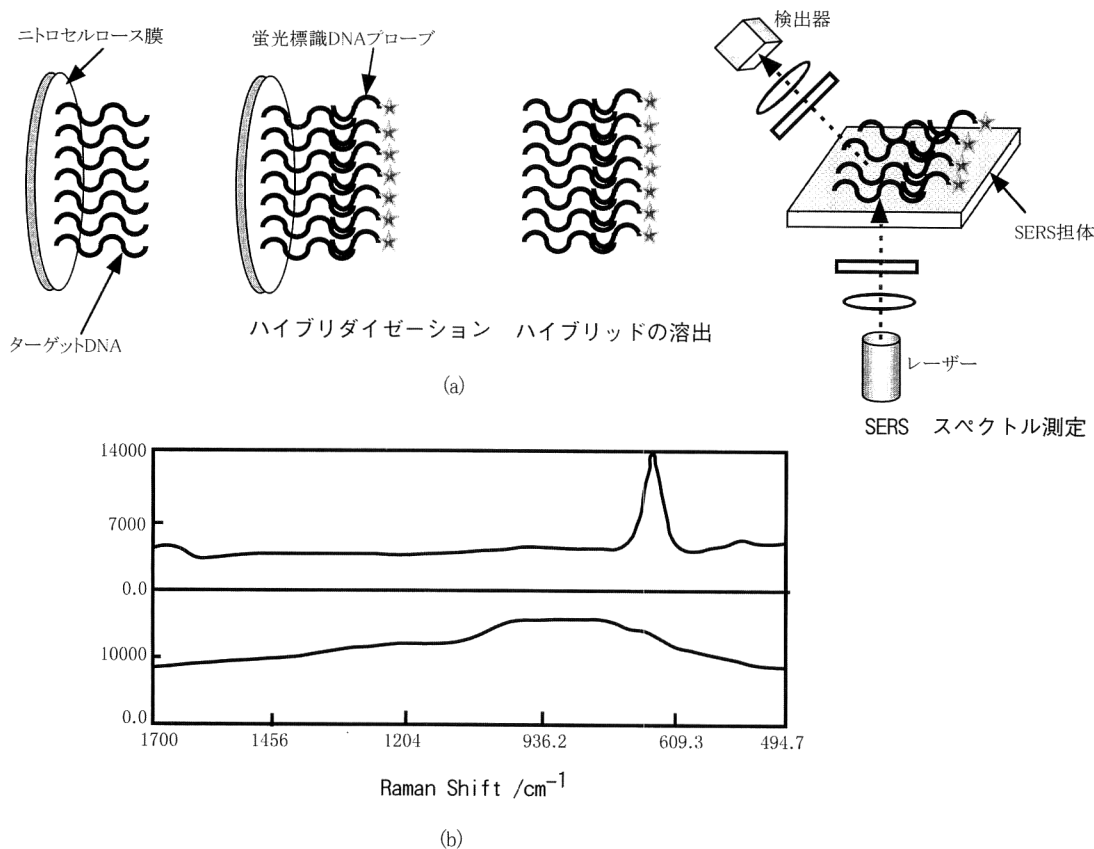 ニトロセルロース膜
蛍光標識DNAプローブ
検出器
SERS担体
ターゲットDNA
ハイブリダイゼーション
ハイブリッドの溶出
レーザー
(a)
SERS スペクトル測定
14000
7000
0.0
10000
0.0
1700 1456 1204 936.2 609.3 494.7
Raman Shift /cm⁻¹
(b)